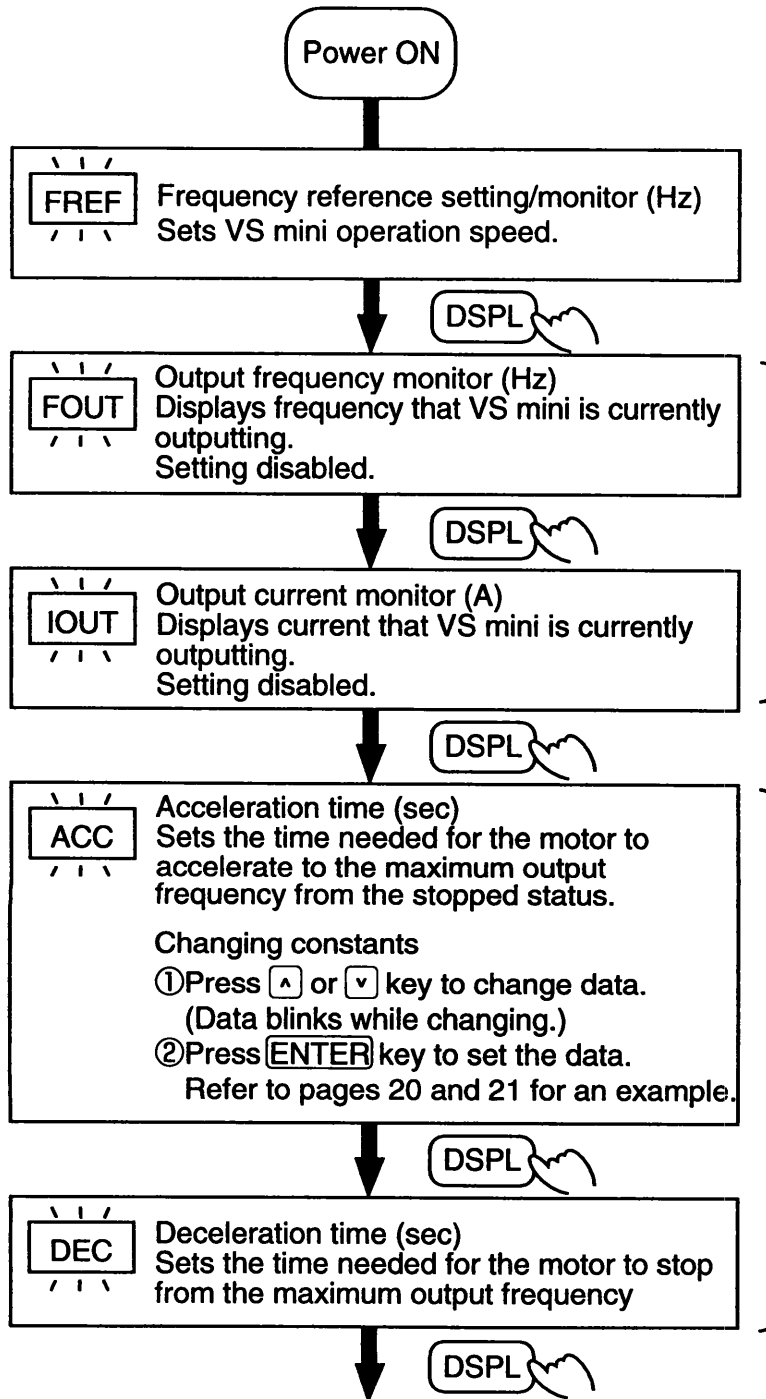 Power ON
FREF
Frequency reference setting/monitor (Hz)
Sets VS mini operation speed.
DSPL
FOUT
Output frequency monitor (Hz)
Displays frequency that VS mini is currently
outputting.
Setting disabled.
DSPL
IOUT
Output current monitor (A)
Displays current that VS mini is currently
outputting.
Setting disabled.
DSPL
ACC
Acceleration time (sec)
Sets the time needed for the motor to
accelerate to the maximum output
frequency from the stopped status.
Changing constants
①Press ∧ or ∨ key to change data.
(Data blinks while changing.)
②Press ENTER key to set the data.
Refer to pages 20 and 21 for an example.
DSPL
DEC
Deceleration time (sec)
Sets the time needed for the motor to stop
from the maximum output frequency
DSPL